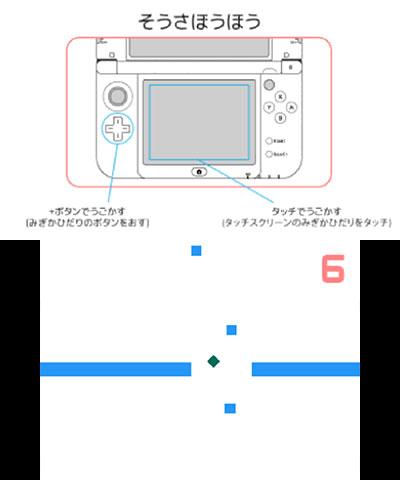 そうさほうほう
X
Y
A
B
+ボタンでうごかす
(みぎかひだりのボタンをおす)
タッチでうごかす
(タッチスクリーンのみぎかひだりをタッチ)
6